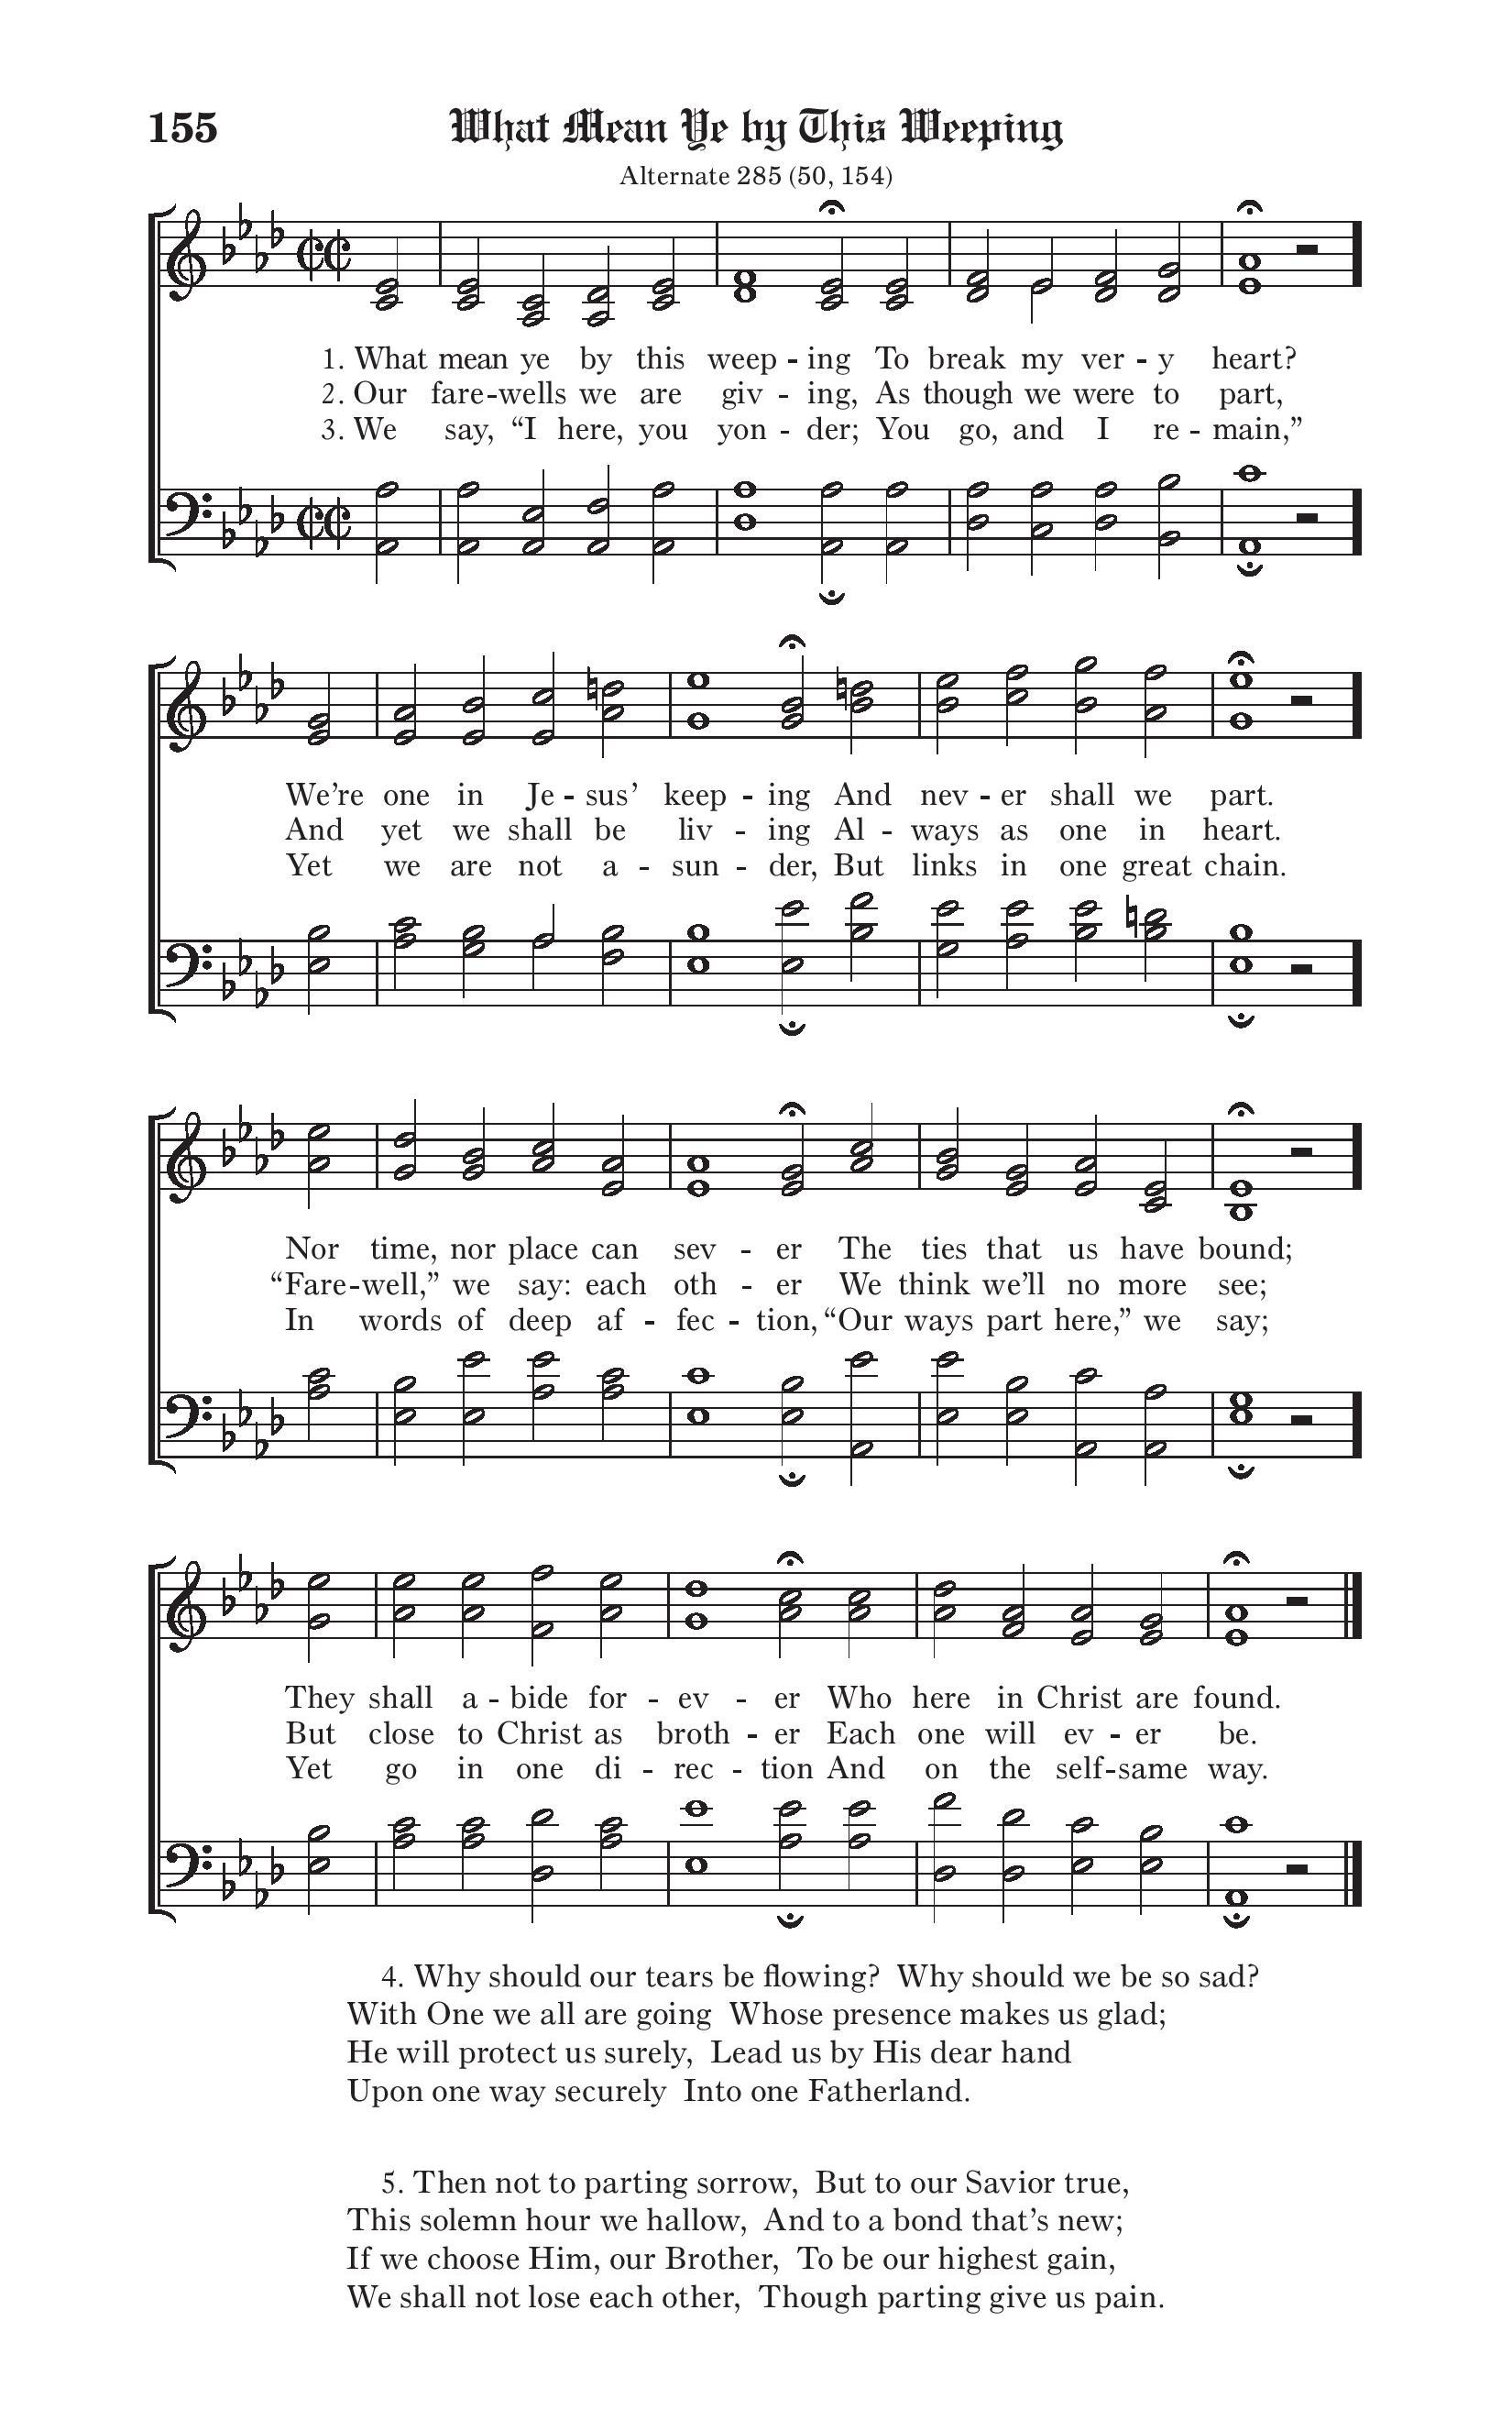 155 What Mean Ye by This Weeping
Alternate 285 (50, 154)
1. What mean ye by this weep - ing To break my ver - y heart?
2. Our fare - wells we are giv - ing, As though we were to part,
3. We say, “I here, you yon - der; You go, and I re - main,”
We’re one in Je - sus’ keep - ing And nev - er shall we part.
And yet we shall be liv - ing Al - ways as one in heart.
Yet we are not a - sun - der, But links in one great chain.
Nor time, nor place can sev - er The ties that us have bound;
“Fare - well,” we say: each oth - er We think we’ll no more see;
In words of deep af - fec - tion, “Our ways part here,” we say;
They shall a - bide for - ev - er Who here in Christ are found.
But close to Christ as broth - er Each one will ev - er be.
Yet go in one di - rec - tion And on the self - same way.
4. Why should our tears be flowing? Why should we be so sad?
With One we all are going Whose presence makes us glad;
He will protect us surely, Lead us by His dear hand
Upon one way securely Into one Fatherland.
5. Then not to parting sorrow, But to our Savior true,
This solemn hour we hallow, And to a bond that’s new;
If we choose Him, our Brother, To be our highest gain,
We shall not lose each other, Though parting give us pain.